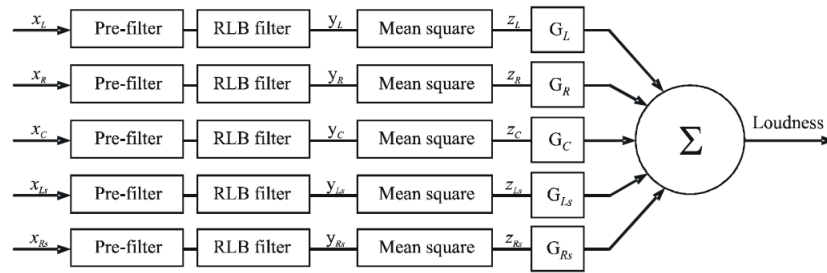 x_L Pre-filter RLB filter y_L Mean square z_L G_L
x_R Pre-filter RLB filter y_R Mean square z_R G_R
x_C Pre-filter RLB filter y_C Mean square z_C G_C
Σ Loudness
x_Ls Pre-filter RLB filter y_Ls Mean square z_Ls G_Ls
x_Rs Pre-filter RLB filter y_Rs Mean square z_Rs G_Rs